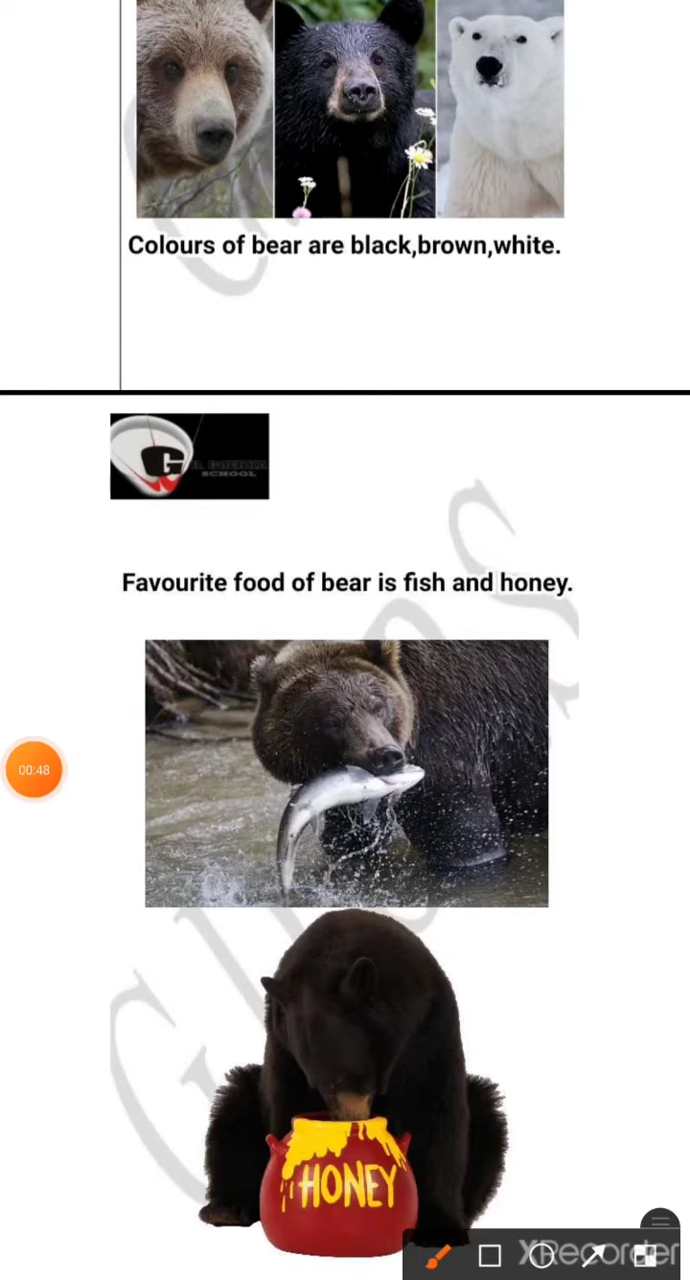 Colours of bear are black,brown,white.
G
SCHOOL
Favourite food of bear is fish and honey.
00:48
HONEY
XRecorder